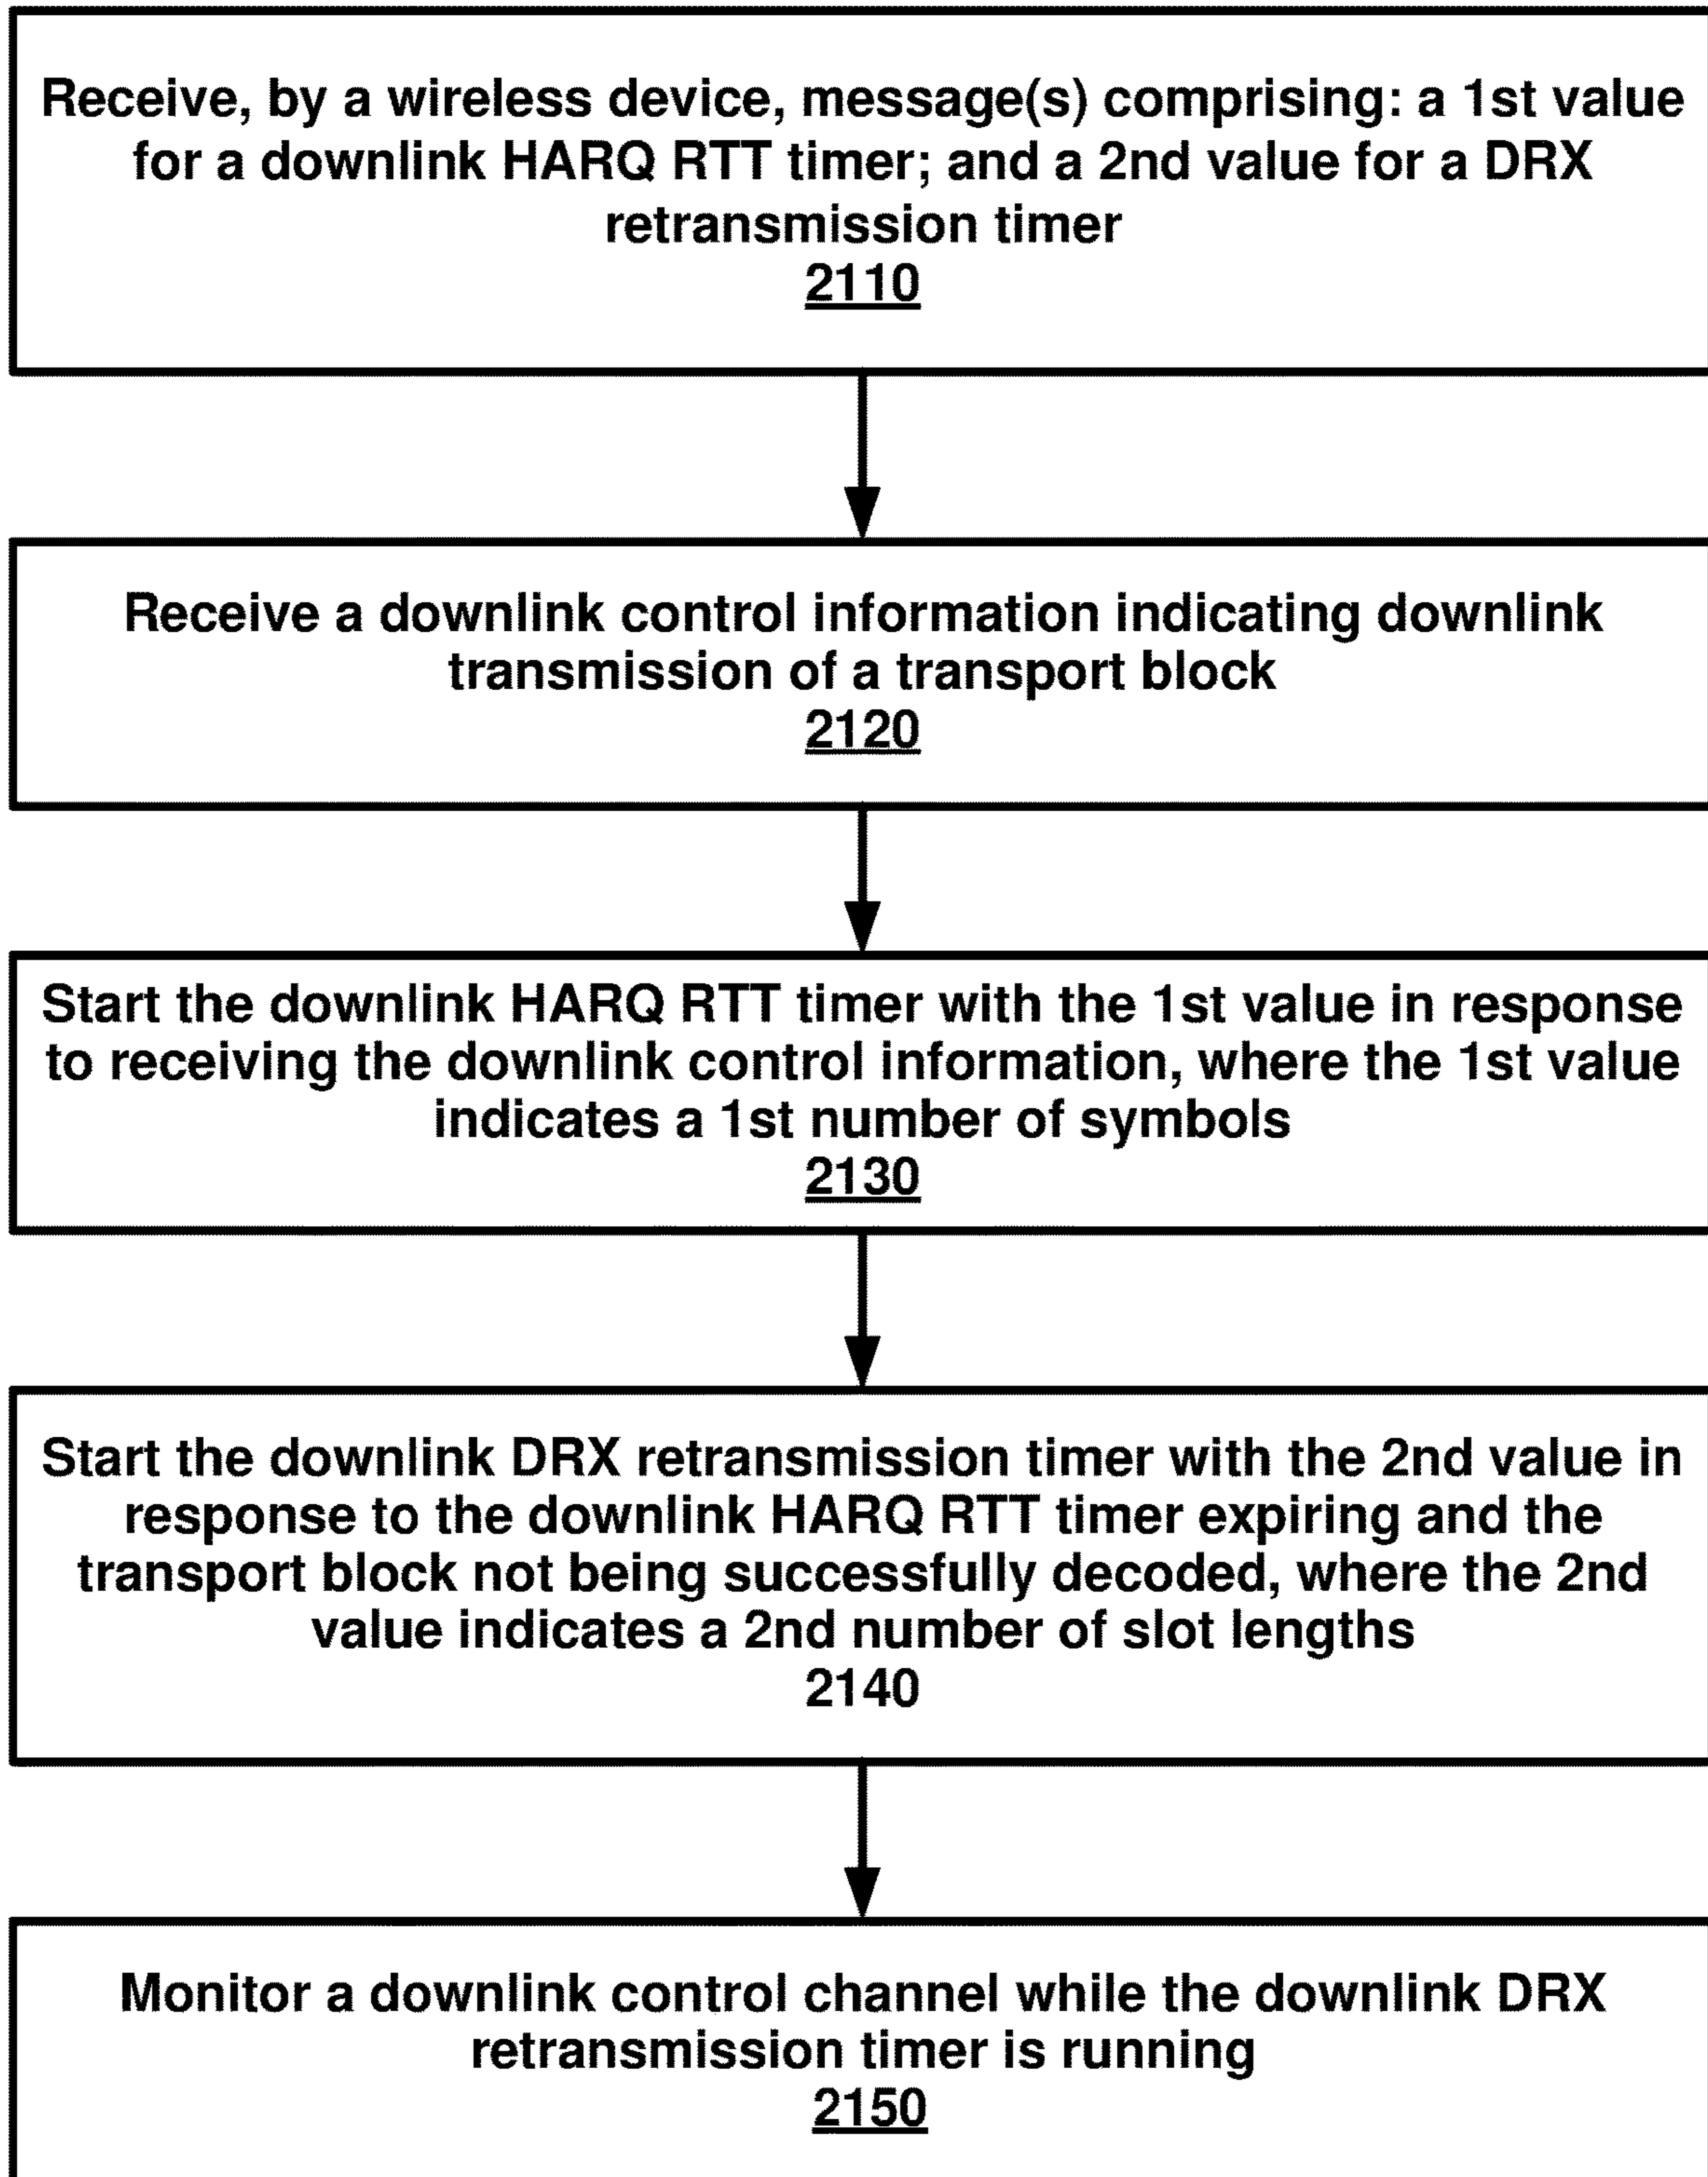 Receive, by a wireless device, message(s) comprising: a 1st value
for a downlink HARQ RTT timer; and a 2nd value for a DRX
retransmission timer
2110
Receive a downlink control information indicating downlink
transmission of a transport block
2120
Start the downlink HARQ RTT timer with the 1st value in response
to receiving the downlink control information, where the 1st value
indicates a 1st number of symbols
2130
Start the downlink DRX retransmission timer with the 2nd value in
response to the downlink HARQ RTT timer expiring and the
transport block not being successfully decoded, where the 2nd
value indicates a 2nd number of slot lengths
2140
Monitor a downlink control channel while the downlink DRX
retransmission timer is running
2150